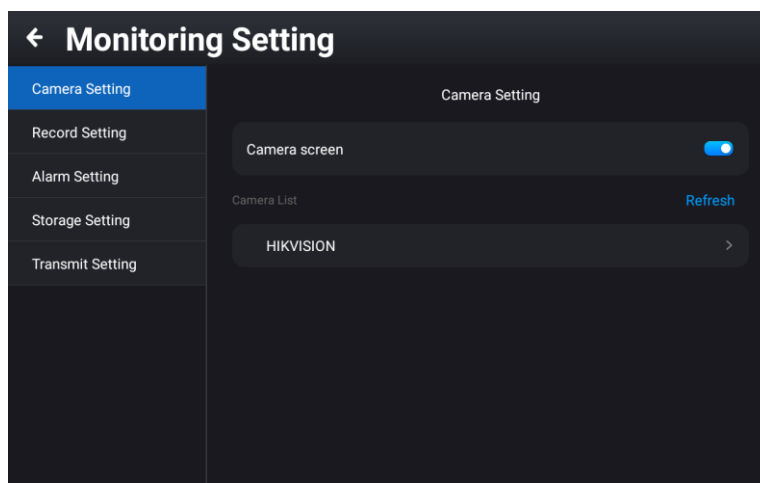 Monitoring Setting
Camera Setting
Record Setting
Alarm Setting
Storage Setting
Transmit Setting
Camera Setting
Camera screen
Camera List
Refresh
HIKVISION